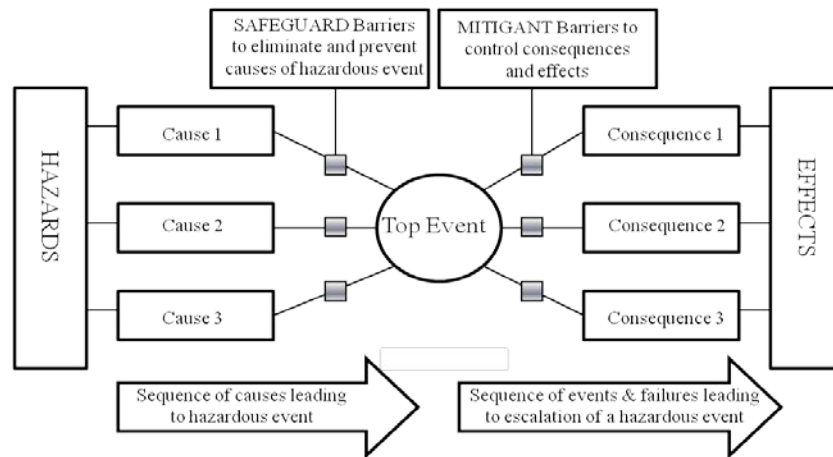 SAFEGUARD Barriers
to eliminate and prevent
causes of hazardous event
MITIGANT Barriers to
control consequences
and effects
HAZARDS
Cause 1
Cause 2
Cause 3
Top Event
Consequence 1
Consequence 2
Consequence 3
EFFECTS
Sequence of causes leading
to hazardous event
Sequence of events & failures leading
to escalation of a hazardous event